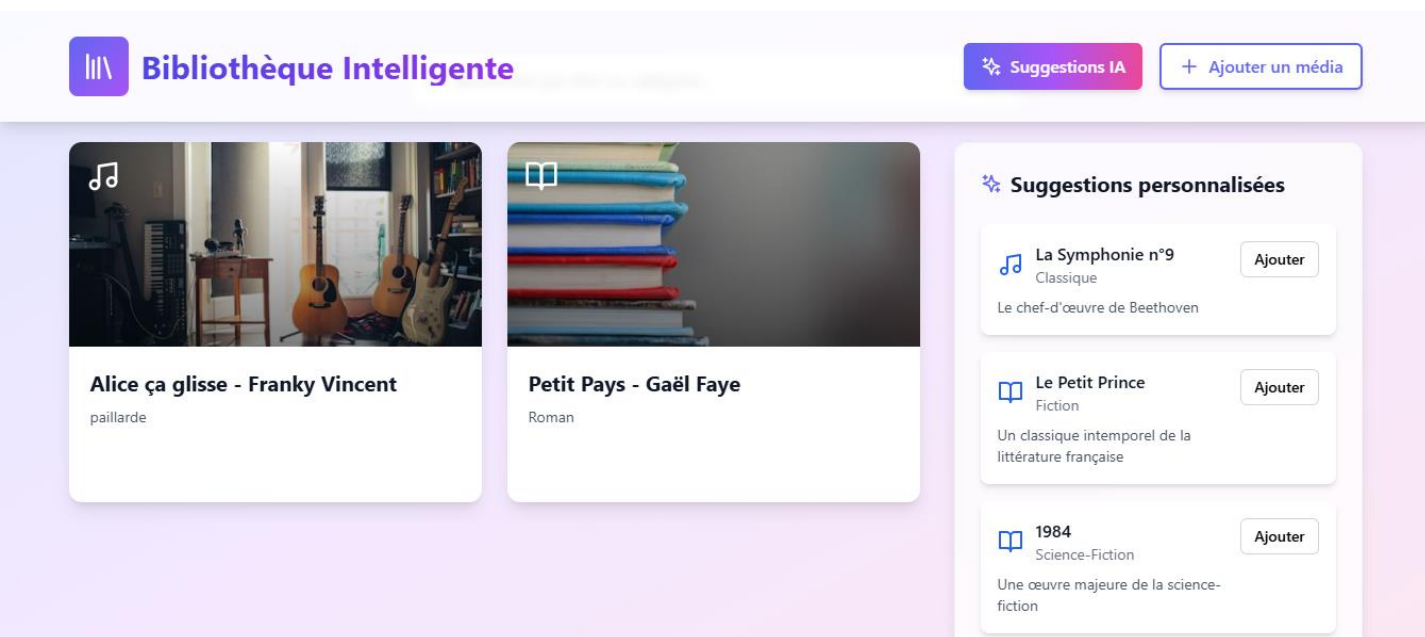 Bibliothèque Intelligente
Suggestions IA
Ajouter un média
Alice ça glisse - Franky Vincent
paillarde
Petit Pays - Gaël Faye
Roman
Suggestions personnalisées
La Symphonie n°9
Classique
Ajouter
Le chef-d'œuvre de Beethoven
Le Petit Prince
Fiction
Ajouter
Un classique intemporel de la
littérature française
1984
Science-Fiction
Ajouter
Une œuvre majeure de la science-
fiction